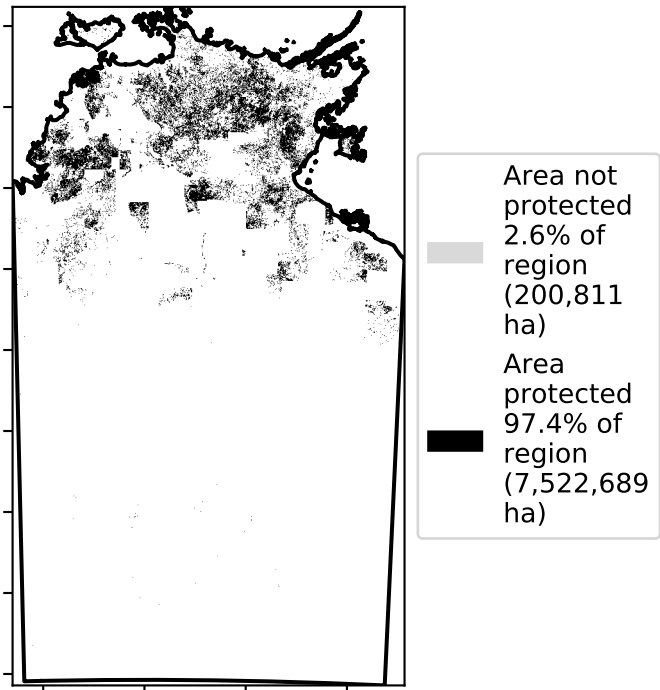 Area not
protected
2.6% of
region
(200,811
ha)
Area
protected
97.4% of
region
(7,522,689
ha)